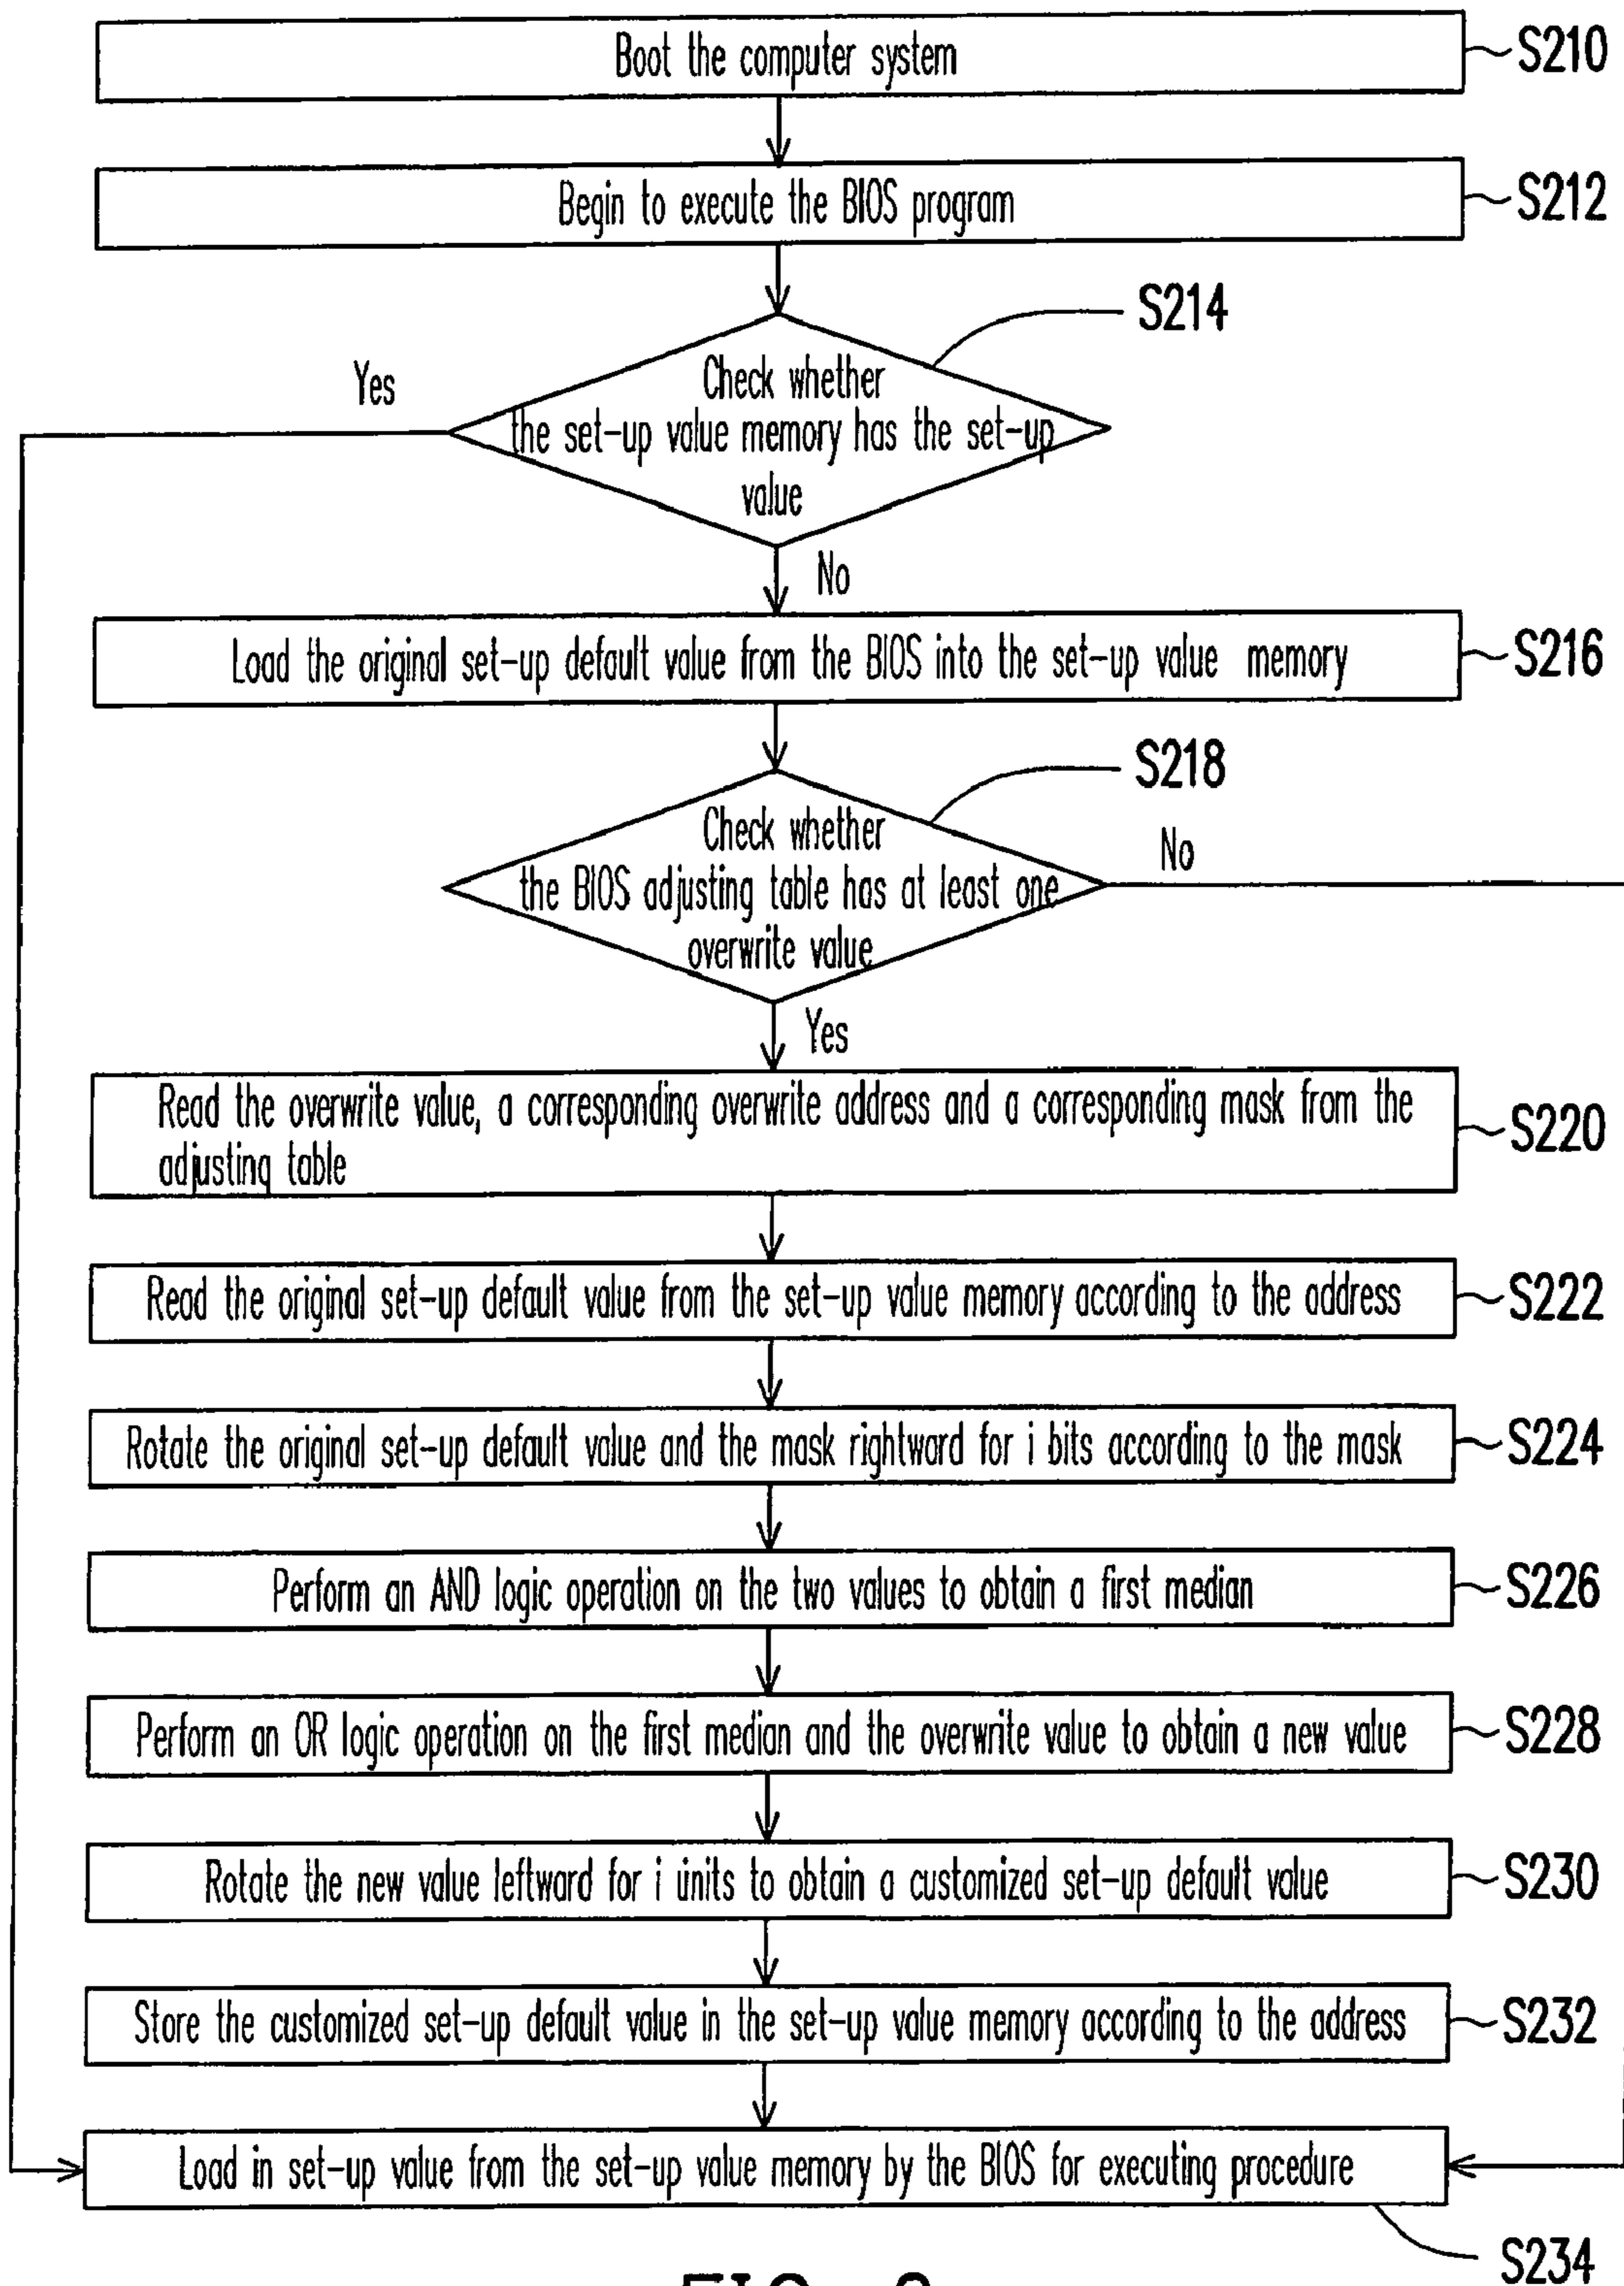 Boot the computer system
S210
Begin to execute the BIOS program
S212
S214
Yes
Check whether
the set-up value memory has the set-up
value
No
Load the original set-up default value from the BIOS into the set-up value memory
S216
S218
Check whether
the BIOS adjusting table has at least one
overwrite value
No
Yes
Read the overwrite value, a corresponding overwrite address and a corresponding mask from the
adjusting table
S220
Read the original set-up default value from the set-up value memory according to the address
S222
Rotate the original set-up default value and the mask rightward for i bits according to the mask
S224
Perform an AND logic operation on the two values to obtain a first median
S226
Perform an OR logic operation on the first median and the overwrite value to obtain a new value
S228
Rotate the new value leftward for i units to obtain a customized set-up default value
S230
Store the customized set-up default value in the set-up value memory according to the address
S232
Load in set-up value from the set-up value memory by the BIOS for executing procedure
S234